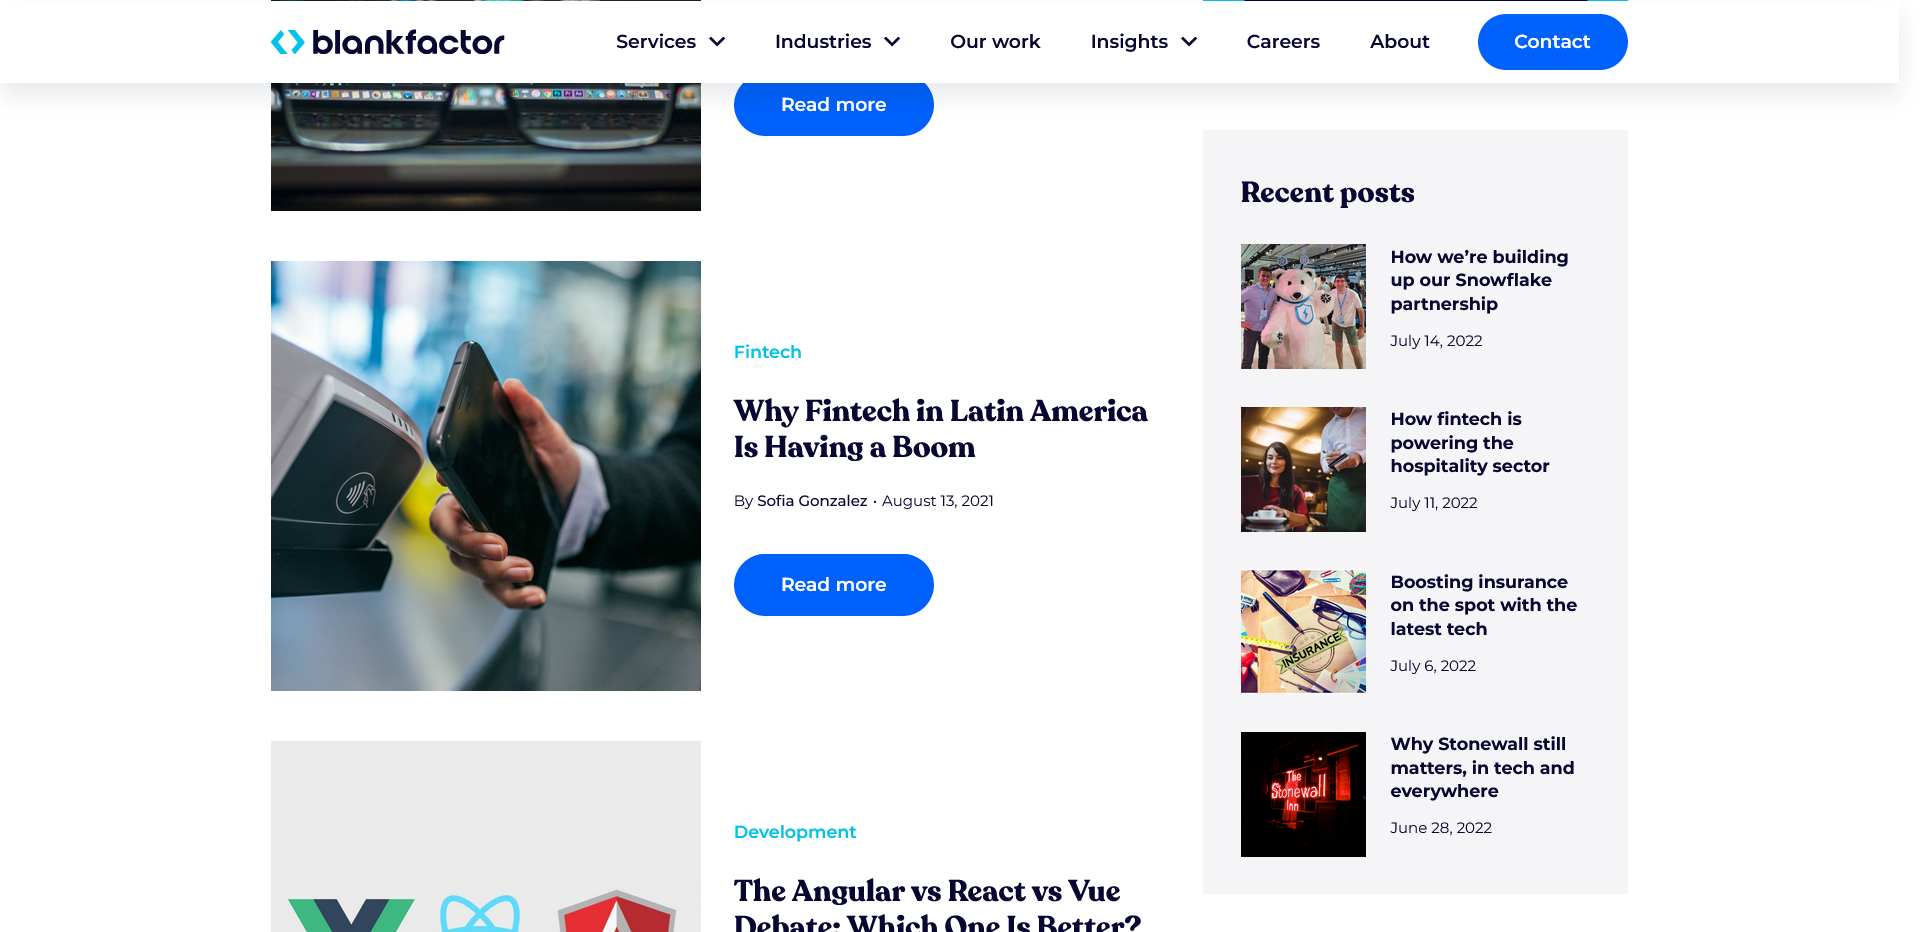 blankfactor
Services
Industries
Our work
Insights
Careers
About
Contact
Read more
Fintech
Why Fintech in Latin America
Is Having a Boom
By Sofia Gonzalez · August 13, 2021
Read more
Development
The Angular vs React vs Vue
Debate: Which One Is Better?
Recent posts
How we’re building
up our Snowflake
partnership
July 14, 2022
How fintech is
powering the
hospitality sector
July 11, 2022
INSURANCE
Boosting insurance
on the spot with the
latest tech
July 6, 2022
The
Stonewall
Inn
Why Stonewall still
matters, in tech and
everywhere
June 28, 2022